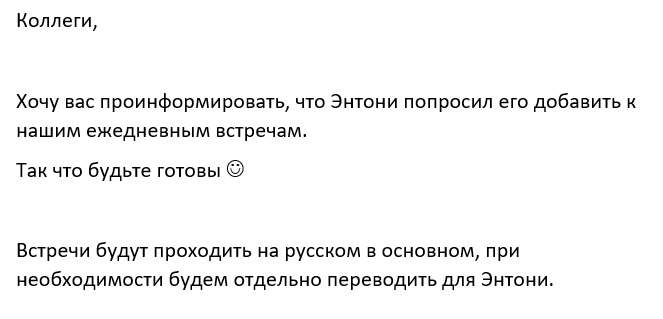 Коллеги,
Хочу вас проинформировать, что Энтони попросил его добавить к
нашим ежедневным встречам.
Так что будьте готовы ☺
Встречи будут проходить на русском в основном, при
необходимости будем отдельно переводить для Энтони.